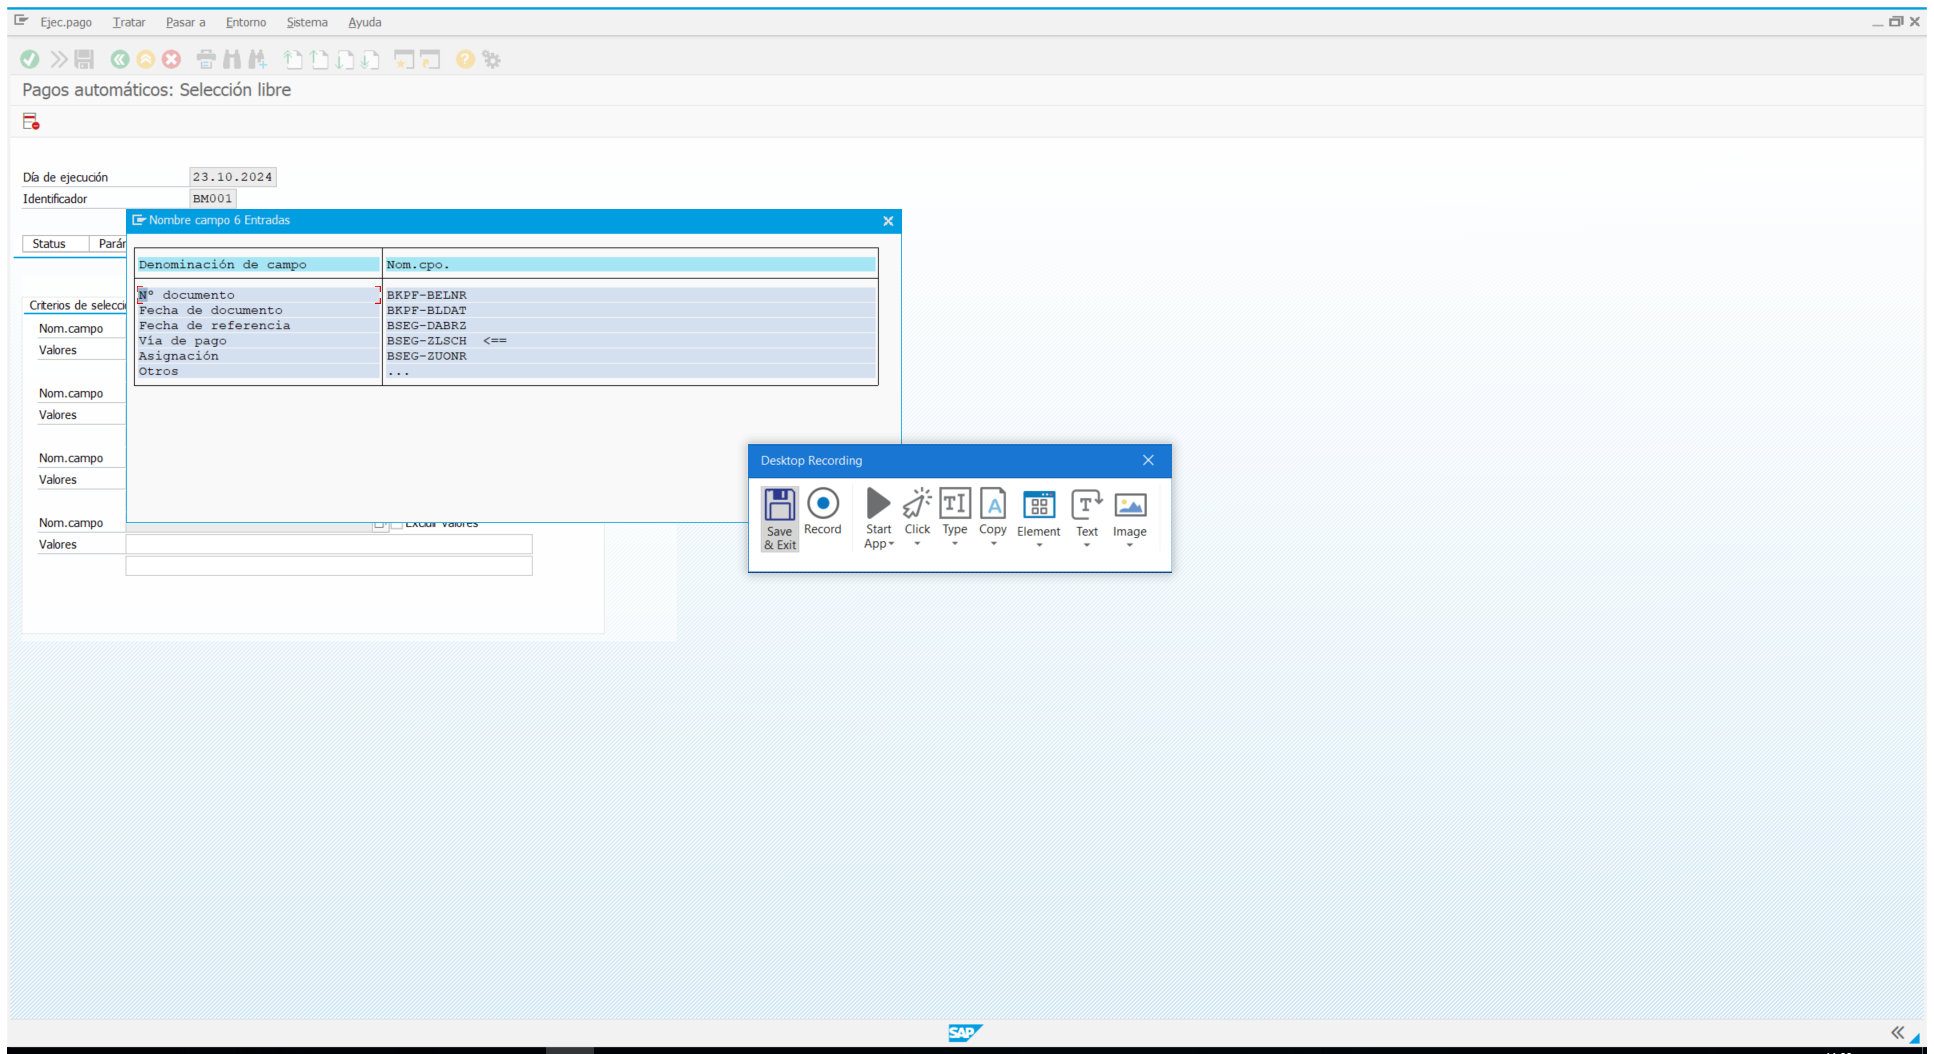 Ejec.pago Tratar Pasar a Entorno Sistema Ayuda
Pagos automáticos: Selección libre
Día de ejecución 23.10.2024
Identificador BM001
Nombre campo 6 Entradas
Status Parár
Denominación de campo Nom.cpo.
Nº documento BKPF-BELNR
Fecha de documento BKPF-BLDAT
Fecha de referencia BSEG-DABRZ
Vía de pago BSEG-ZLSCH <==
Asignación BSEG-ZUONR
Otros ...
Criterios de selecci
Nom.campo
Valores
Nom.campo
Valores
Nom.campo
Valores
Nom.campo Excluir valores
Valores
Desktop Recording
Save & Exit
Record
Start App
Click
Type
Copy
Element
Text
Image
SAP